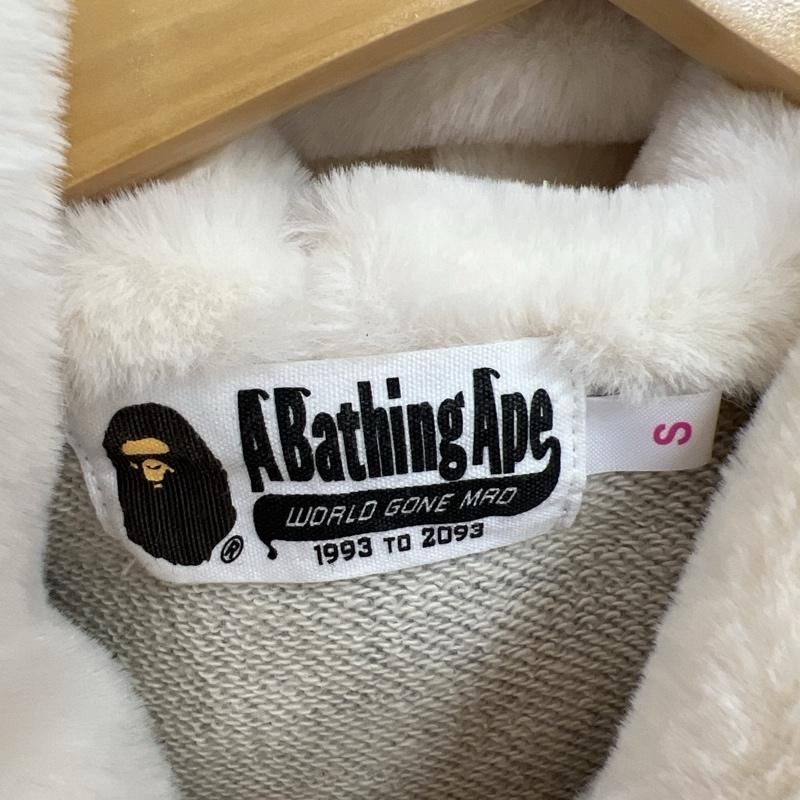 A Bathing Ape
WORLD GONE MAD
1993 TO 2093
®
S